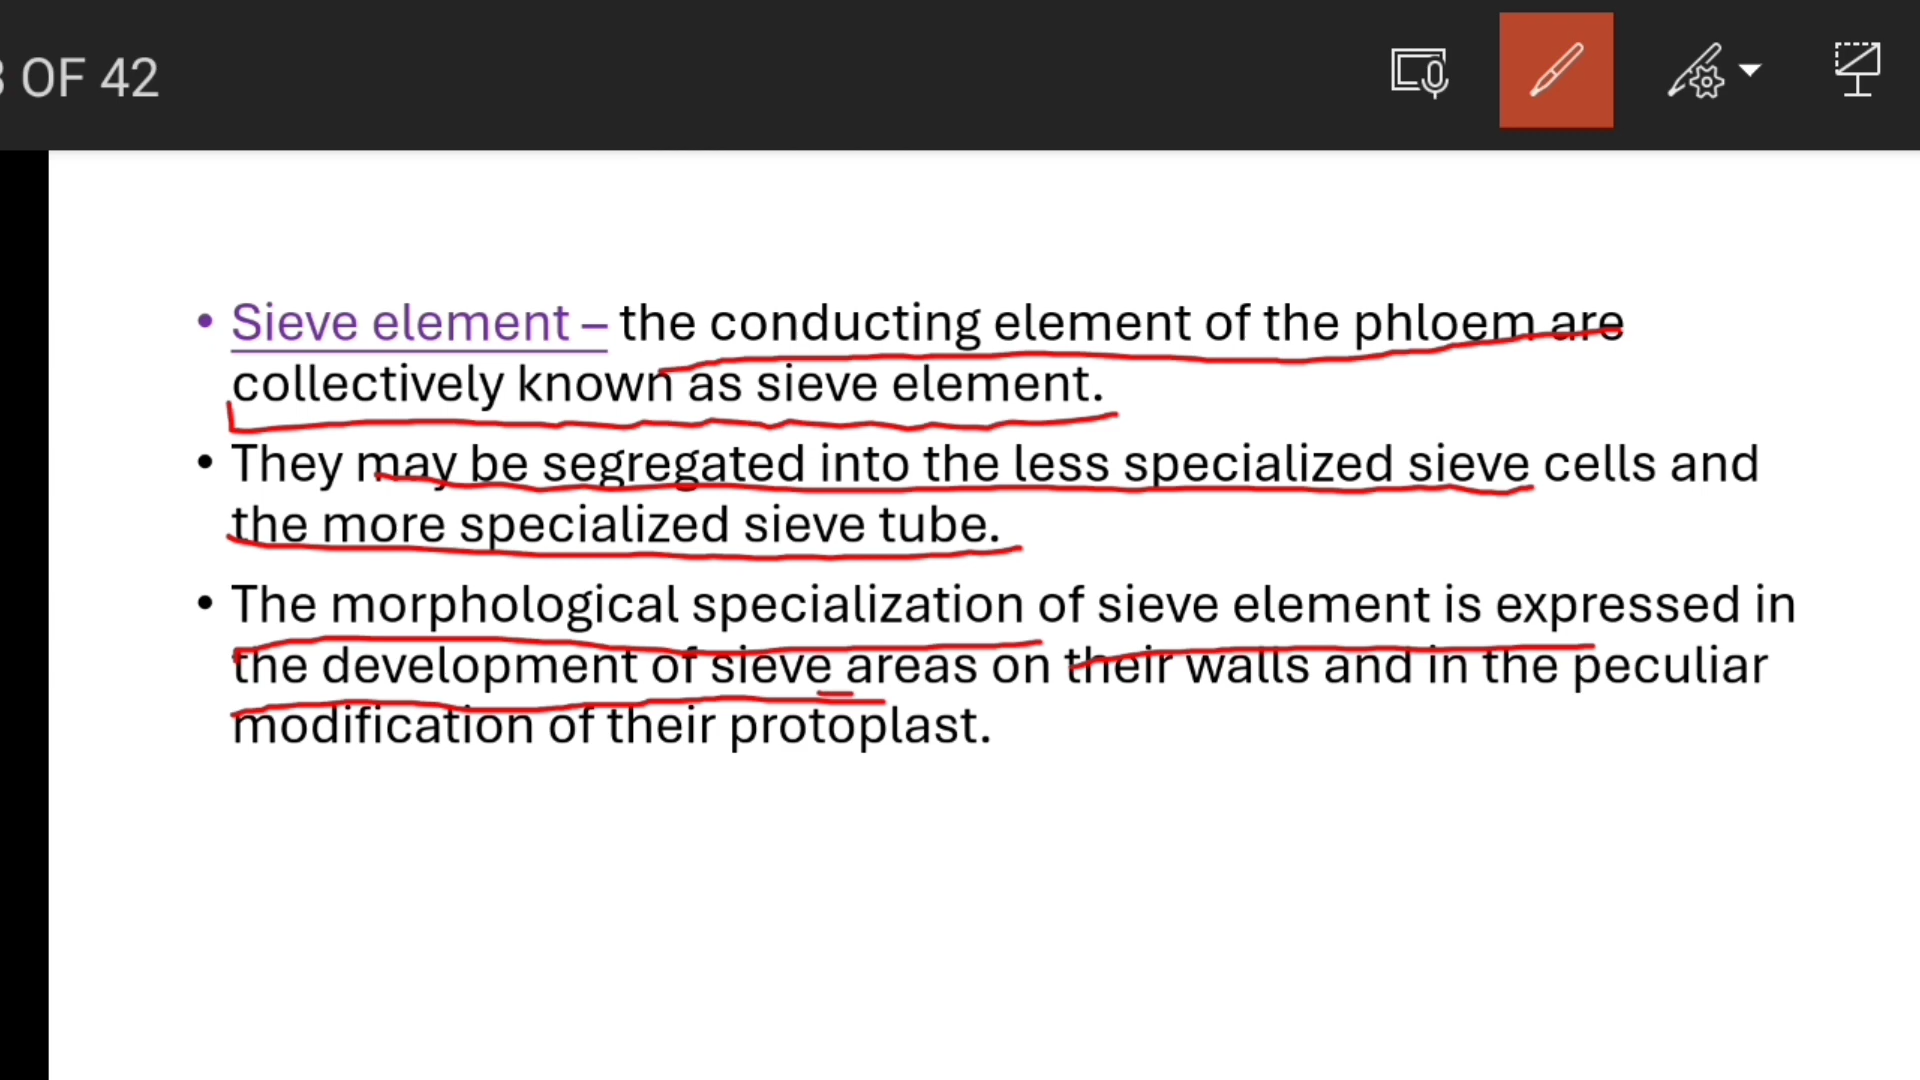 OF 42
• Sieve element – the conducting element of the phloem are
collectively known as sieve element.
• They may be segregated into the less specialized sieve cells and
the more specialized sieve tube.
• The morphological specialization of sieve element is expressed in
the development of sieve areas on their walls and in the peculiar
modification of their protoplast.